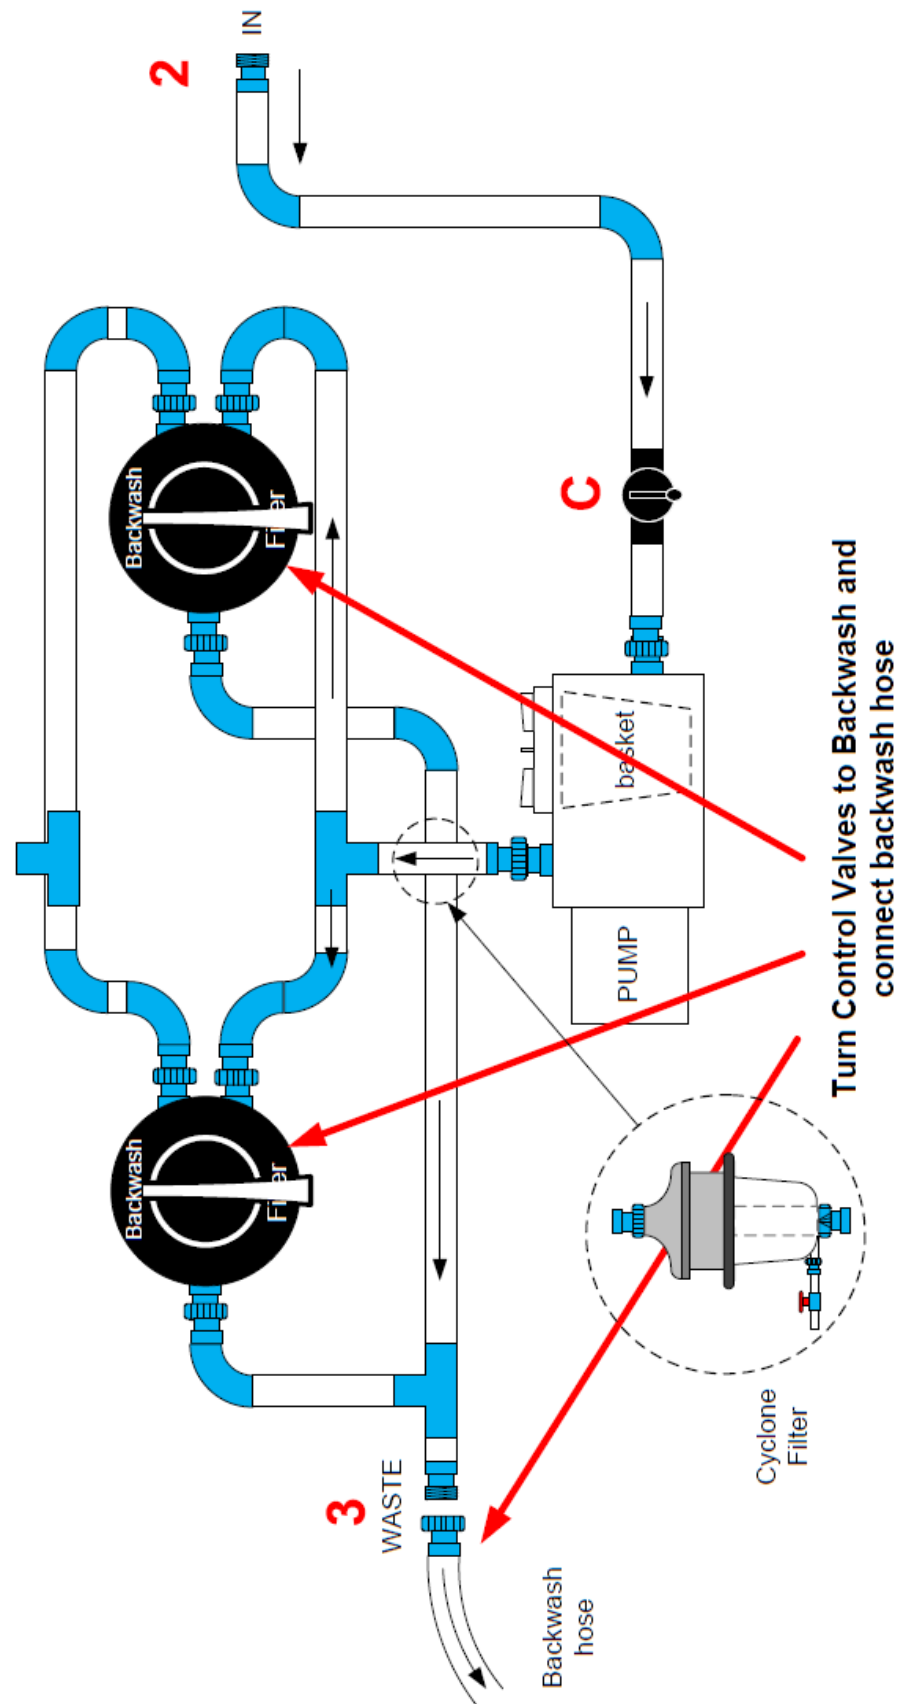 2
IN
Backwash
Filter
C
basket
PUMP
Backwash
Filter
3
WASTE
Backwash
hose
Cyclone
Filter
Turn Control Valves to Backwash and
connect backwash hose